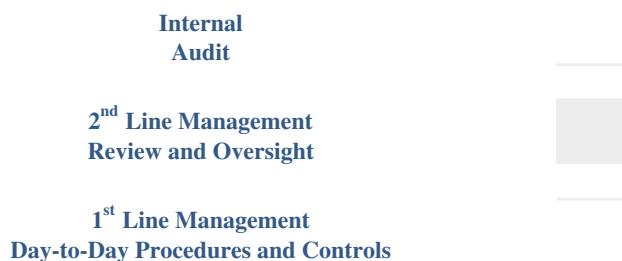 Internal
Audit
2nd Line Management
Review and Oversight
1st Line Management
Day-to-Day Procedures and Controls